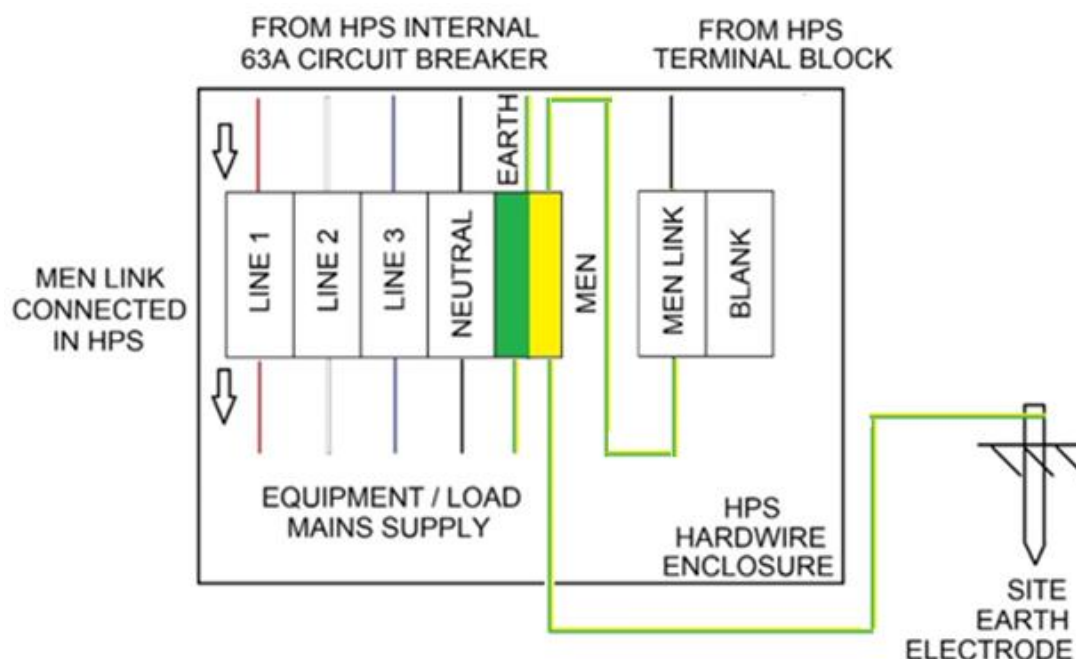 FROM HPS INTERNAL
63A CIRCUIT BREAKER
FROM HPS
TERMINAL BLOCK
EARTH
LINE 1
LINE 2
LINE 3
NEUTRAL
MEN
MEN LINK
BLANK
MEN LINK
CONNECTED
IN HPS
EQUIPMENT / LOAD
MAINS SUPPLY
HPS
HARDWIRE
ENCLOSURE
SITE
EARTH
ELECTRODE